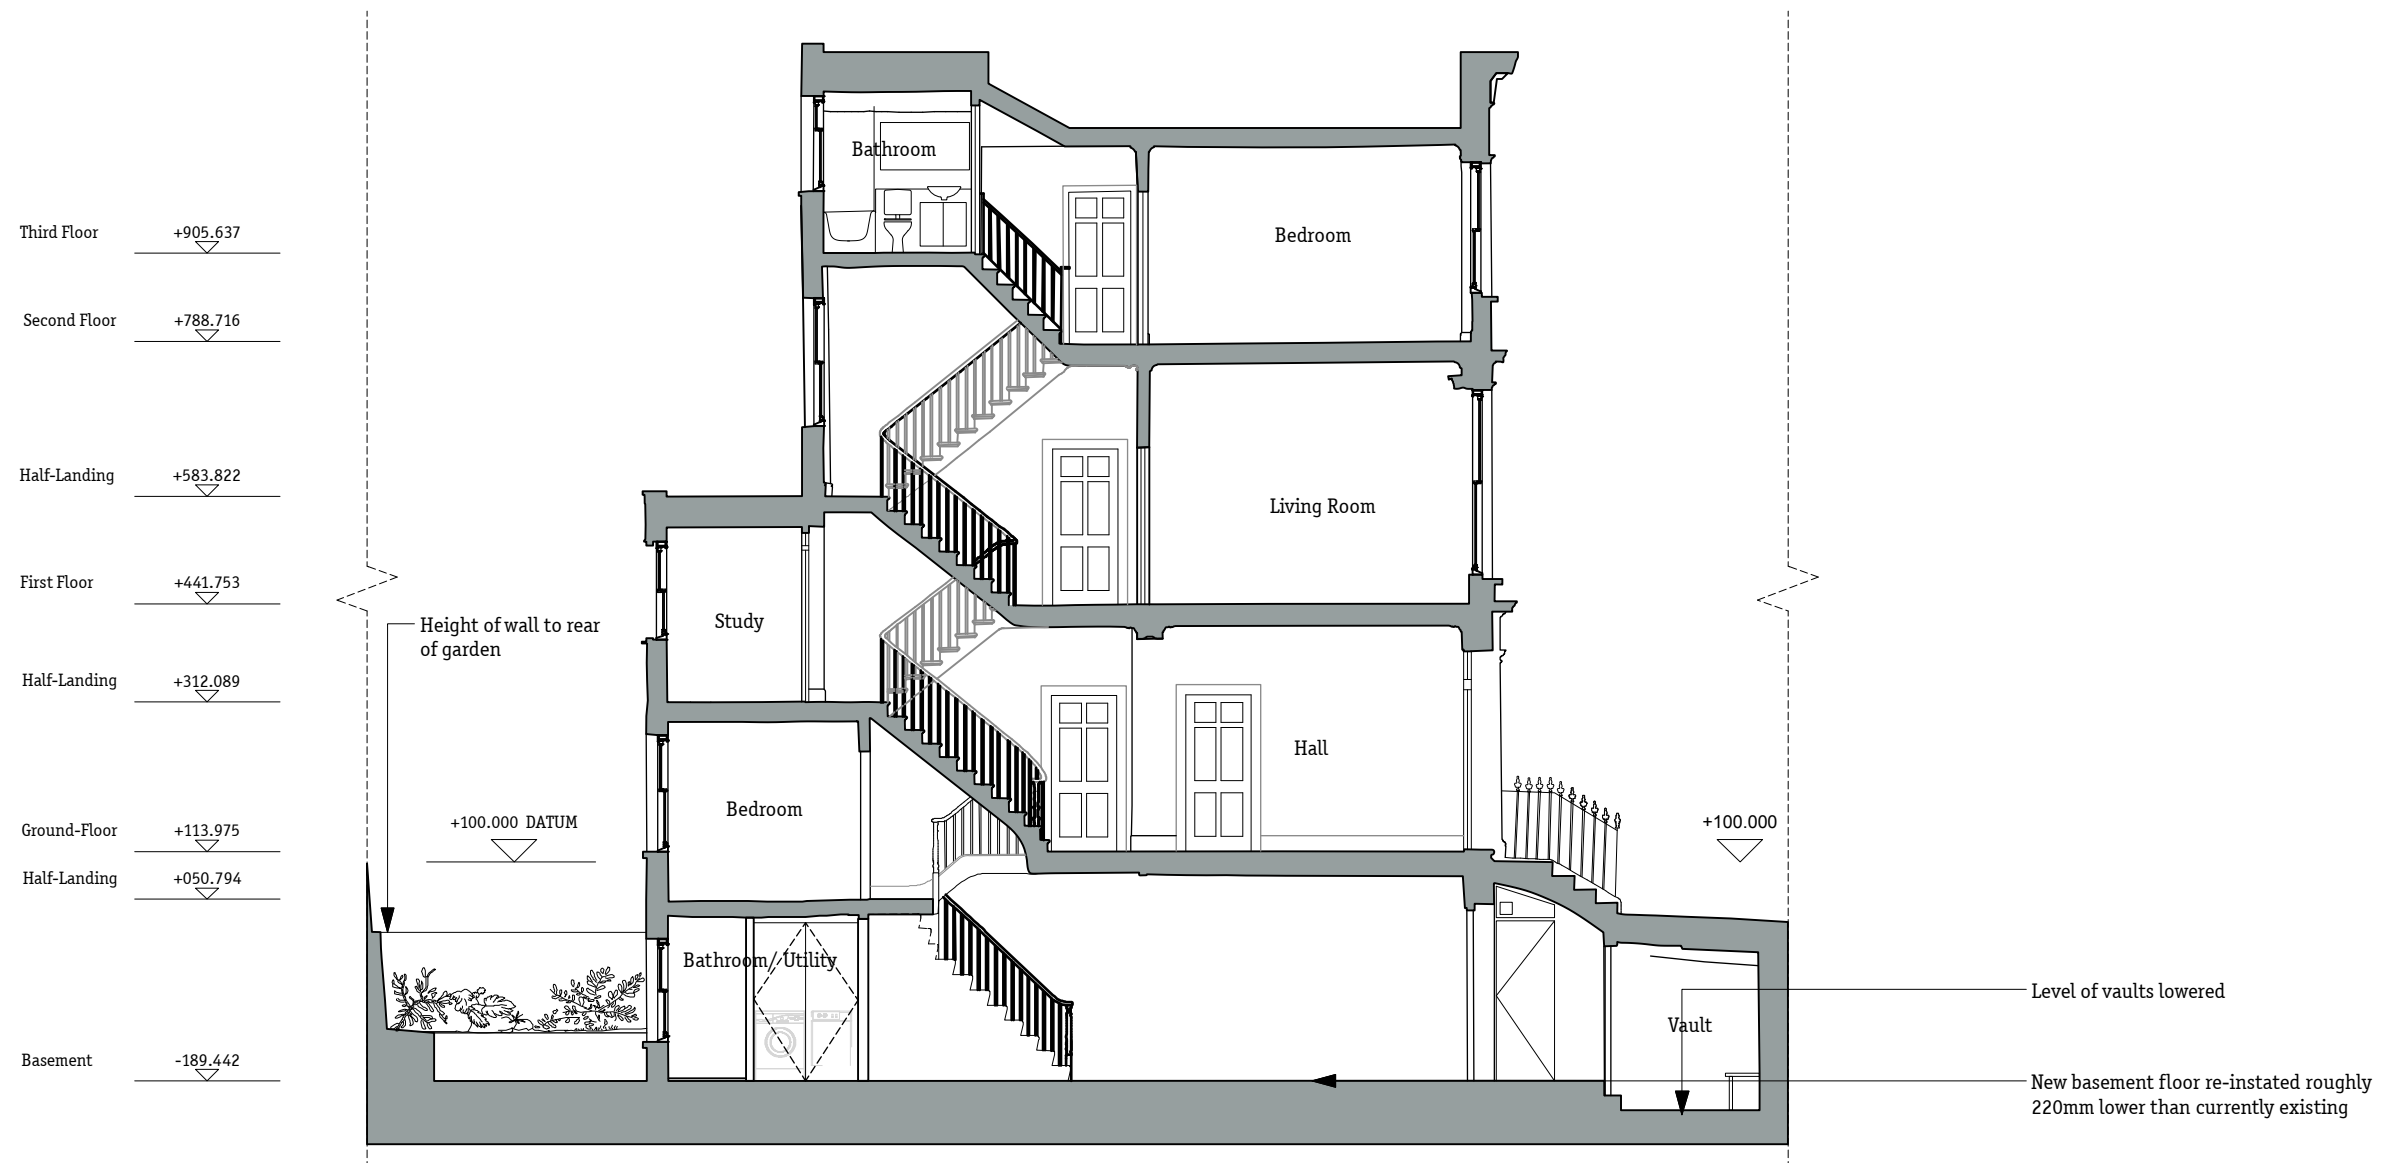 Bathroom
Third Floor +905.637
Bedroom
Second Floor +788.716
Half-Landing +583.822
Living Room
First Floor +441.753
Height of wall to rear
of garden
Study
Half-Landing +312.089
Hall
Bedroom
Ground-Floor +113.975
+100.000 DATUM
+100.000
Half-Landing +050.794
Bathroom/ Utility
Level of vaults lowered
Vault
Basement -189.442
New basement floor re-instated roughly
220mm lower than currently existing